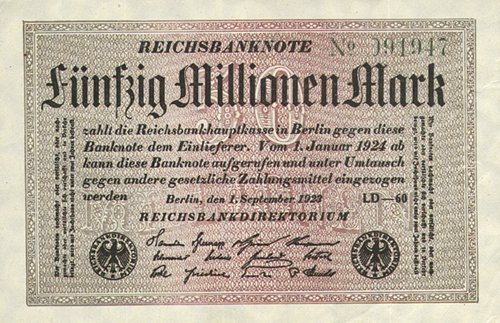 REICHSBANKNOTE
No 091947
Fünfzig Millionen Mark
zahlt die Reichsbankhauptkasse in Berlin gegen diese
Banknote dem Einlieferer. Vom 1. Januar 1924 ab
kann diese Banknote aufgerufen und unter Umtausch
gegen andere gesetzliche Zahlungsmittel eingezogen
werden
Berlin, den 1. September 1923
LD—60
REICHSBANKDIREKTORIUM